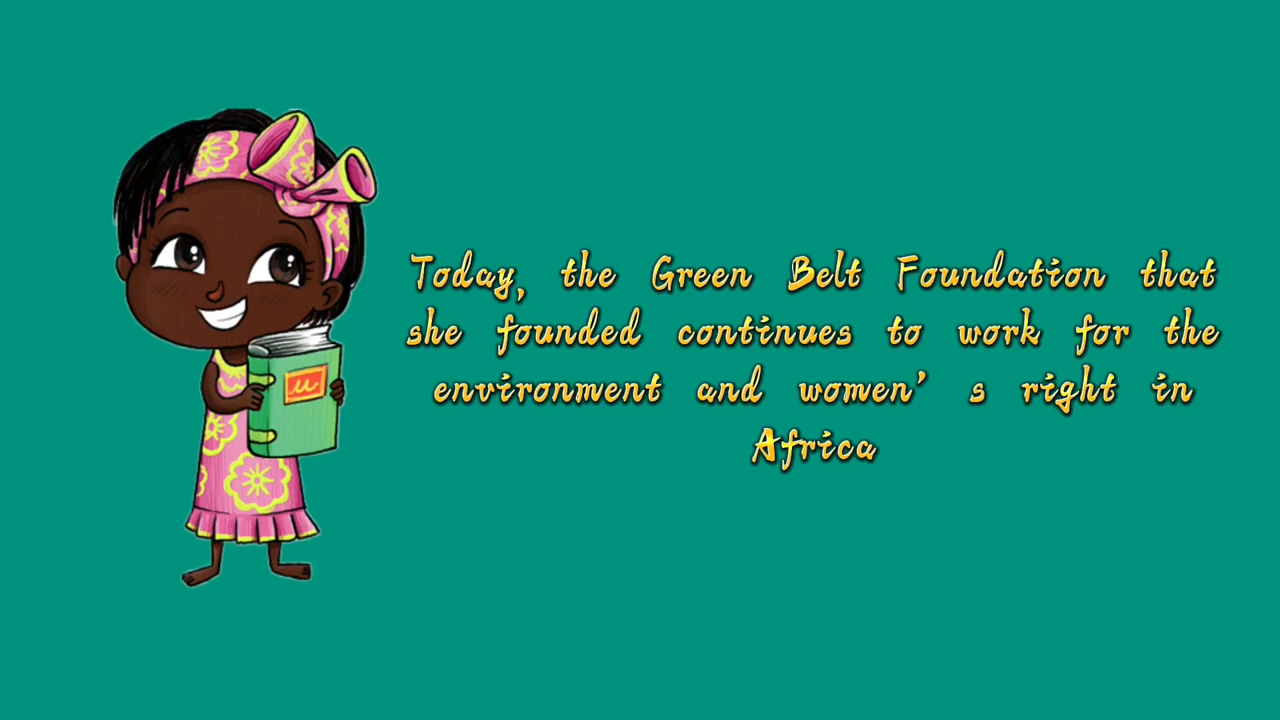 Today, the Green Belt Foundation that
she founded continues to work for the
environment and women’ s right in
Africa
u